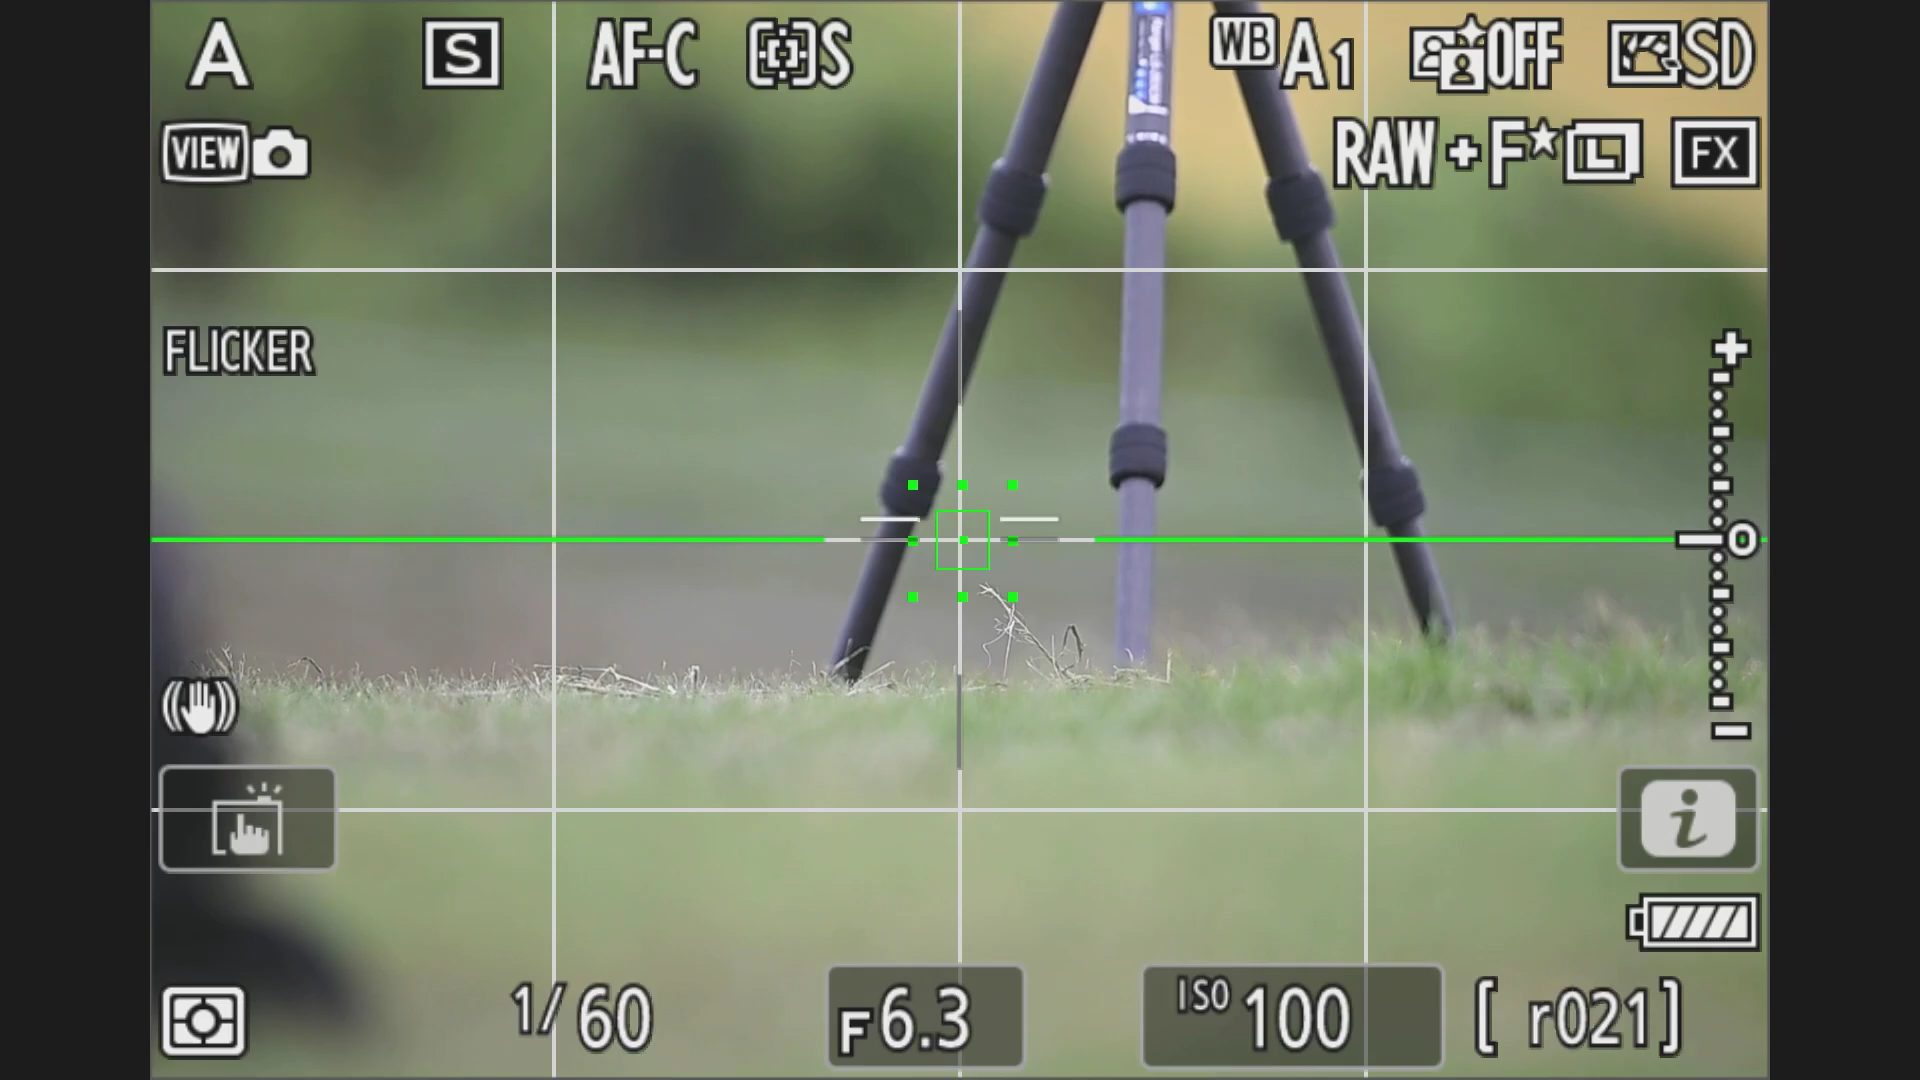 A S AF-C S WB A1 OFF SD
VIEW RAW + F★ L FX
FLICKER
+
0
-
i
1/60 F6.3 ISO 100 [ r021]